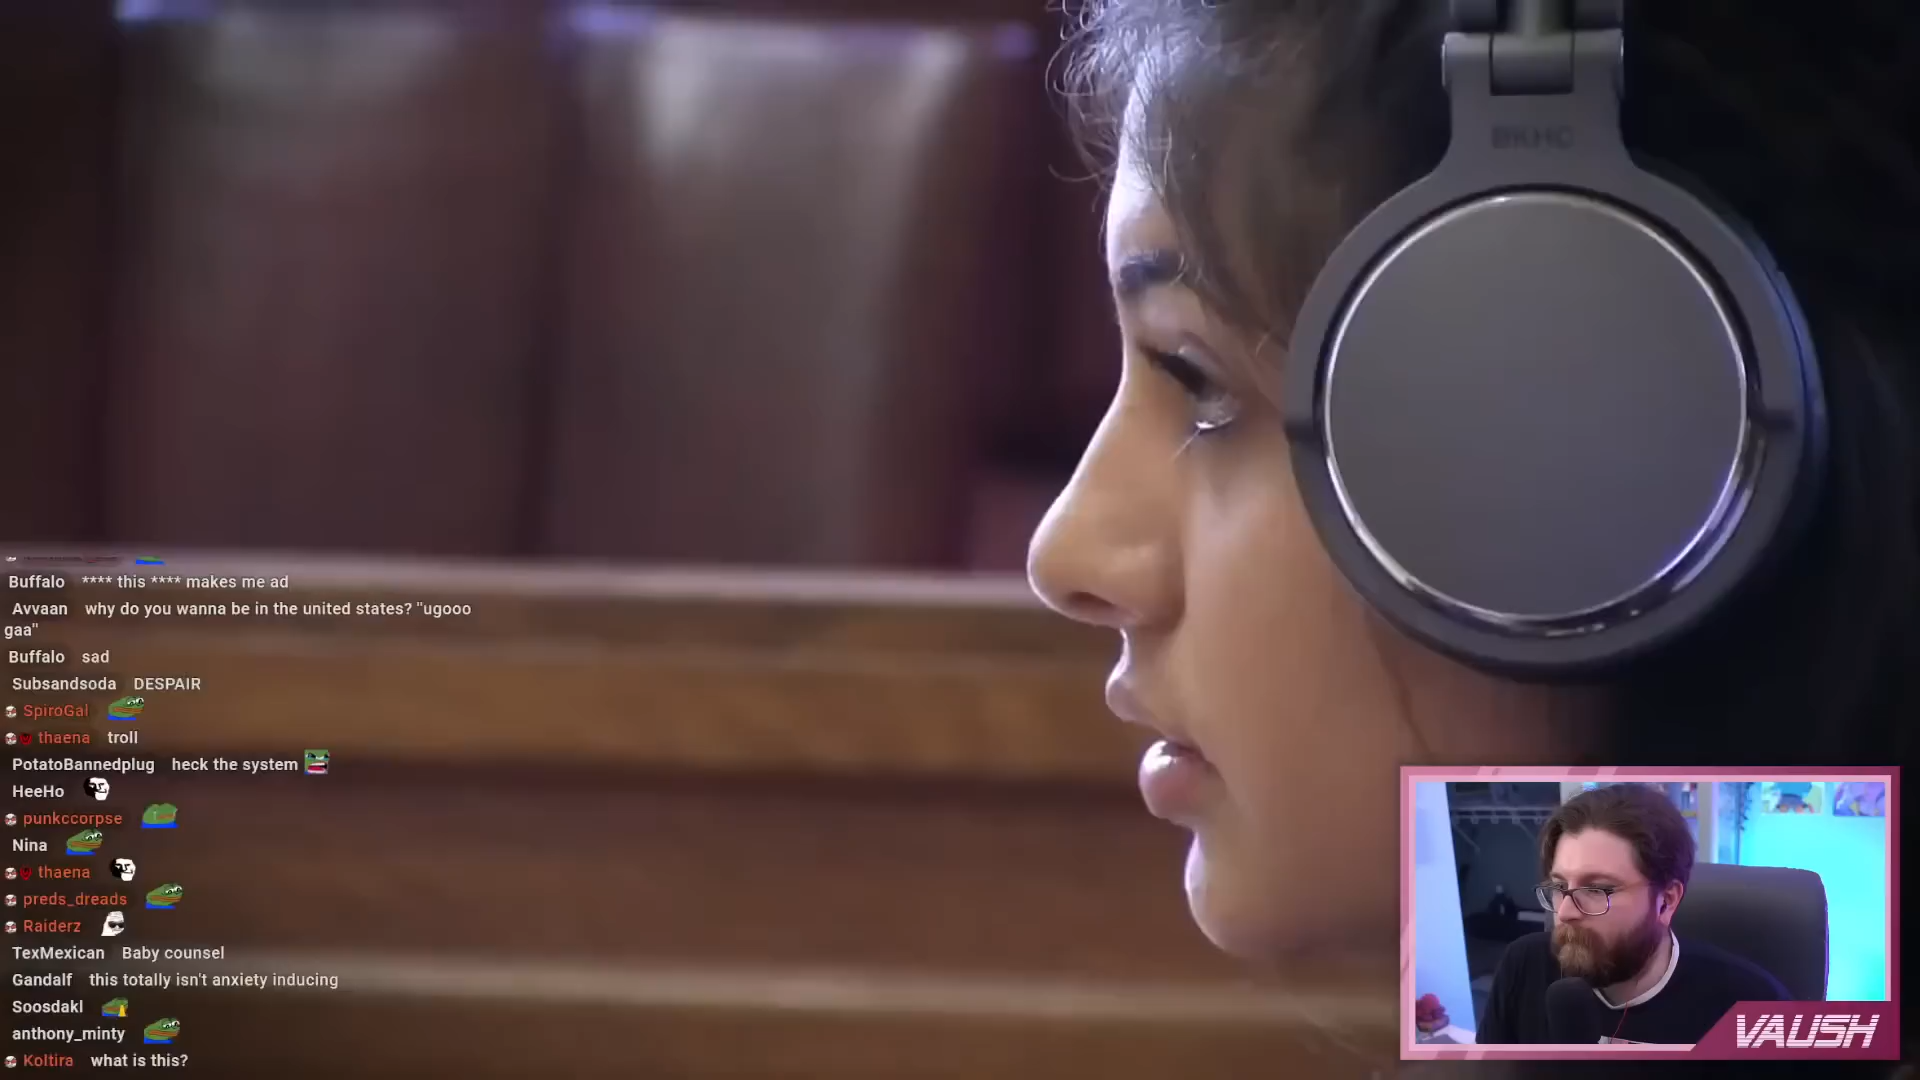 BKHC
Buffalo **** this **** makes me ad
Avvaan why do you wanna be in the united states? "ugooo
gaa"
Buffalo sad
Subsandsoda DESPAIR
SpiroGal
thaena troll
PotatoBannedplug heck the system
HeeHo
punkccorpse
Nina
thaena
preds_dreads
Raiderz
TexMexican Baby counsel
Gandalf this totally isn't anxiety inducing
Soosdakl
anthony_minty
Koltira what is this?
VAUSH